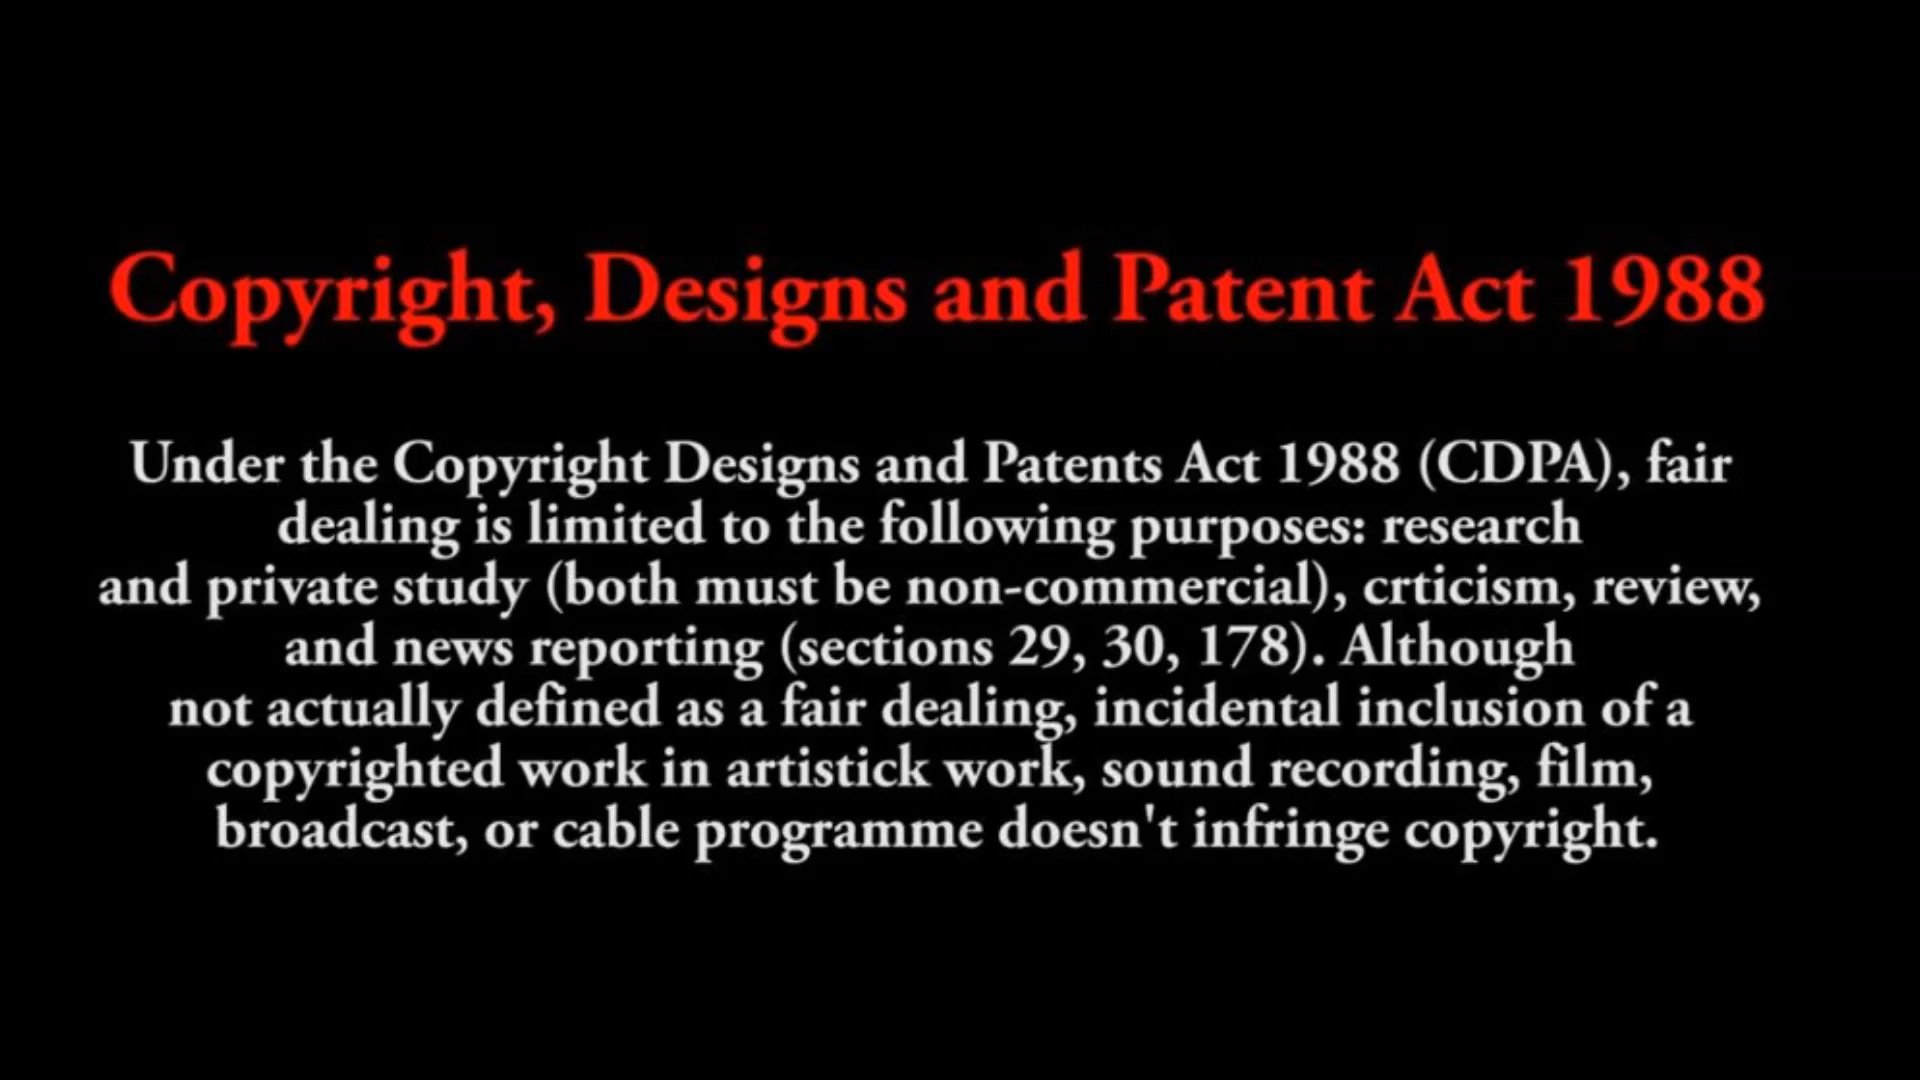 Copyright, Designs and Patent Act 1988
Under the Copyright Designs and Patents Act 1988 (CDPA), fair
dealing is limited to the following purposes: research
and private study (both must be non-commercial), crticism, review,
and news reporting (sections 29, 30, 178). Although
not actually defined as a fair dealing, incidental inclusion of a
copyrighted work in artistick work, sound recording, film,
broadcast, or cable programme doesn't infringe copyright.